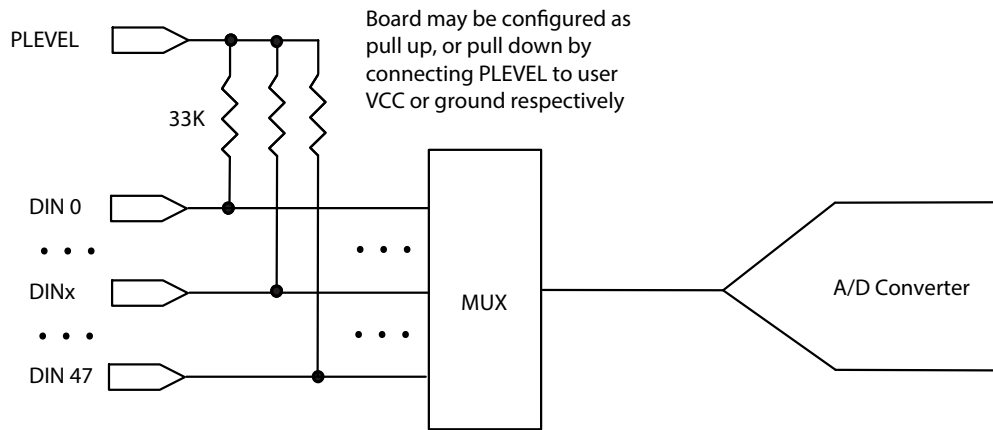 PLEVEL
Board may be configured as
pull up, or pull down by
connecting PLEVEL to user
VCC or ground respectively
33K
DIN 0
DINx
DIN 47
MUX
A/D Converter